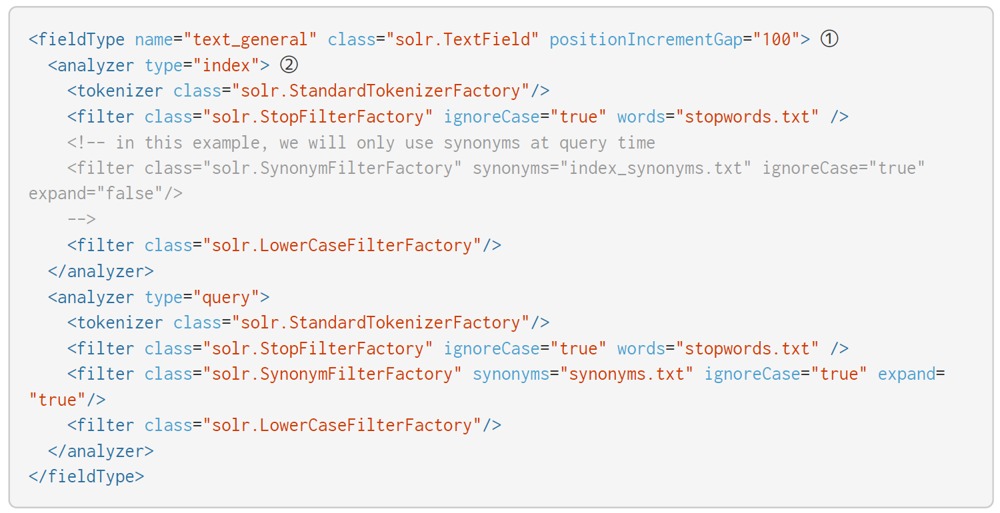 <fieldType name="text_general" class="solr.TextField" positionIncrementGap="100"> ①
  <analyzer type="index"> ②
    <tokenizer class="solr.StandardTokenizerFactory"/>
    <filter class="solr.StopFilterFactory" ignoreCase="true" words="stopwords.txt" />
    <!-- in this example, we will only use synonyms at query time
    <filter class="solr.SynonymFilterFactory" synonyms="index_synonyms.txt" ignoreCase="true"
expand="false"/>
    -->
    <filter class="solr.LowerCaseFilterFactory"/>
  </analyzer>
  <analyzer type="query">
    <tokenizer class="solr.StandardTokenizerFactory"/>
    <filter class="solr.StopFilterFactory" ignoreCase="true" words="stopwords.txt" />
    <filter class="solr.SynonymFilterFactory" synonyms="synonyms.txt" ignoreCase="true" expand=
"true"/>
    <filter class="solr.LowerCaseFilterFactory"/>
  </analyzer>
</fieldType>